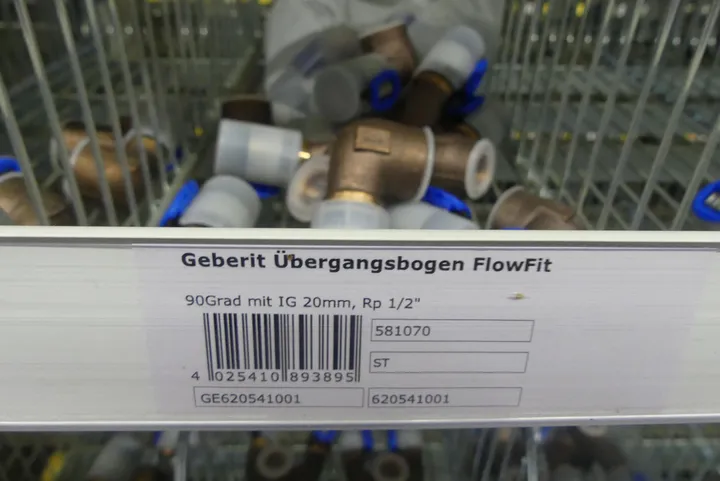 Geberit Übergangsbogen FlowFit
90Grad mit IG 20mm, Rp 1/2"
581070
ST
4 025410 893895
GE620541001 620541001